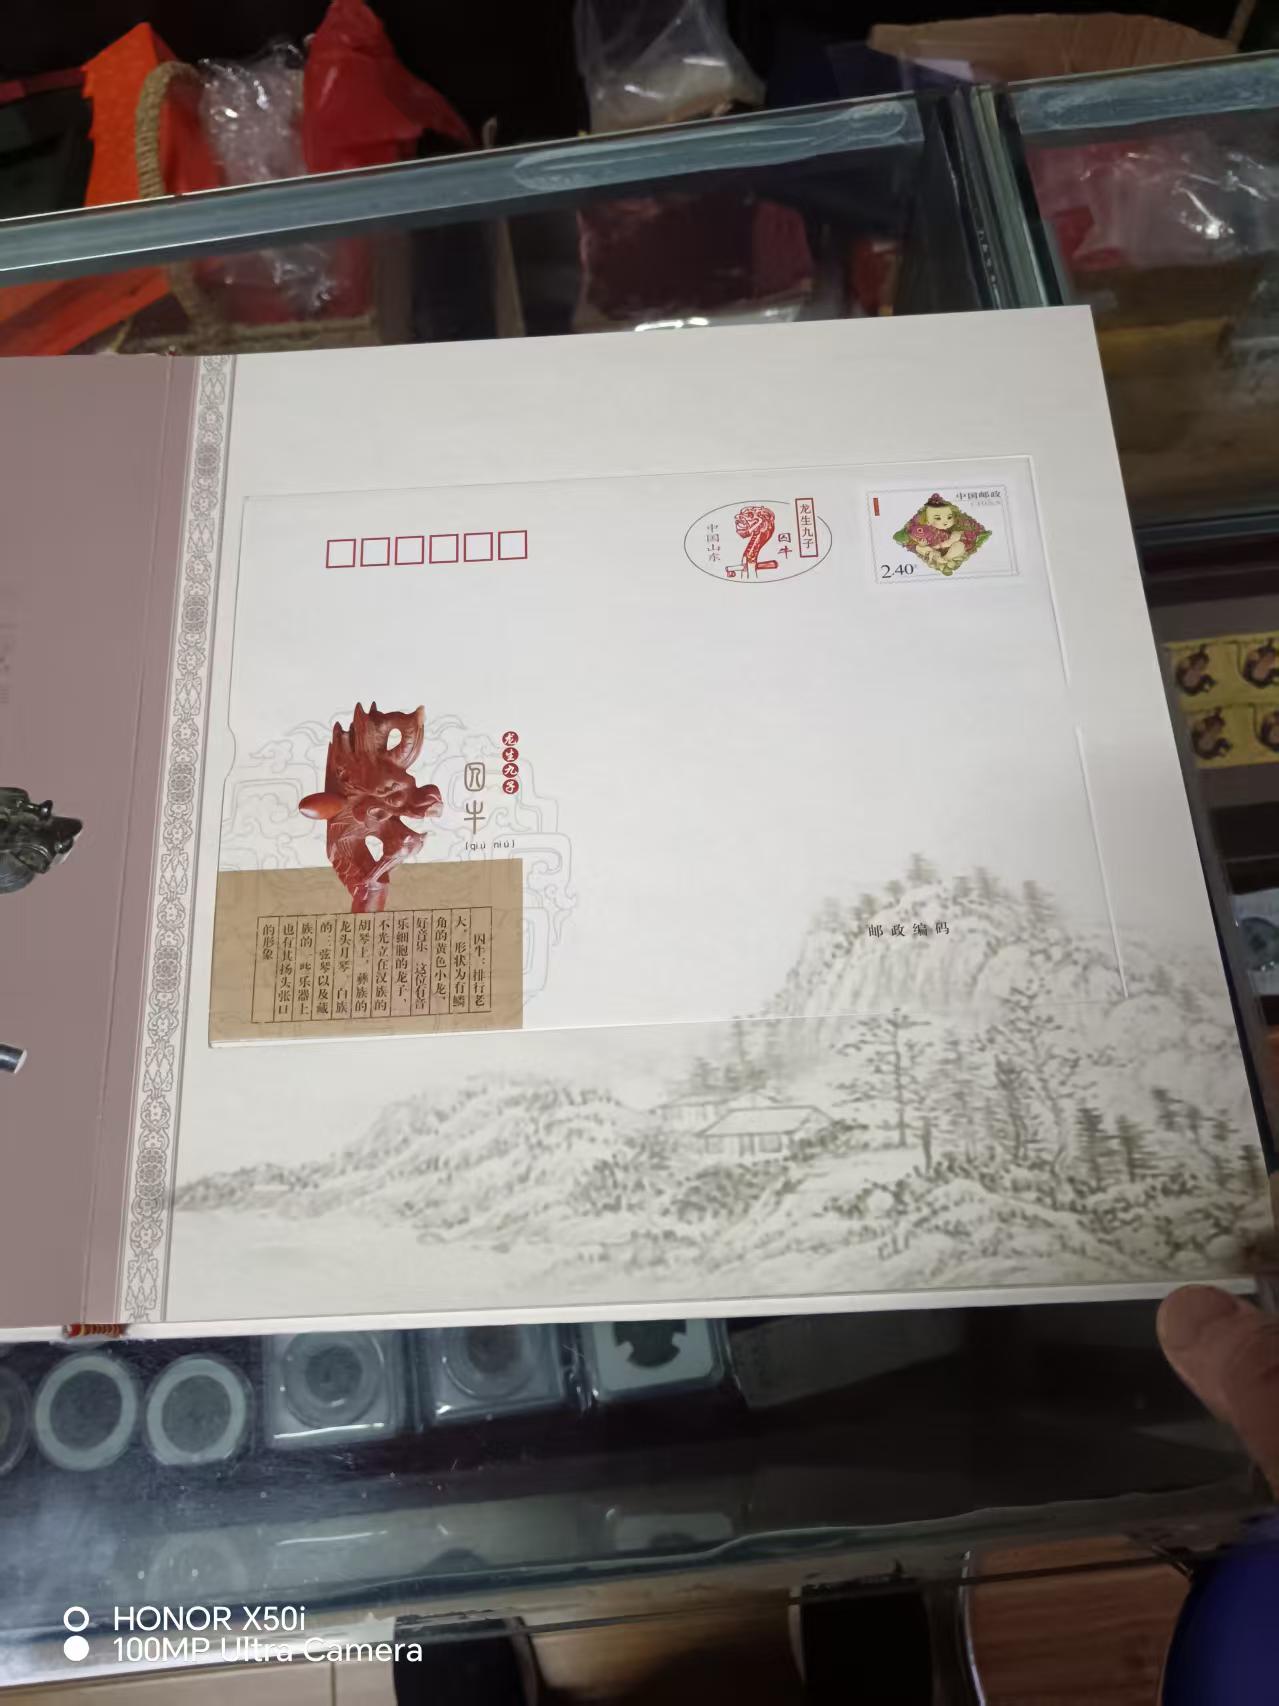 中国邮政
CHINA
2.40元
龙生九子
囚牛
中国山东
龙生九子
囚牛
(qiú niú)
囚牛：排行老
大，形状为有鳞
角的黄色小龙，
好音乐，这位有音
乐细胞的龙子，
不光立在汉族的
胡琴上，彝族的
龙头月琴、白族
的三弦琴以及藏
族的一些乐器上
也有其扬头张口
的形象
邮政编码
HONOR X50i
100MP Ultra Camera